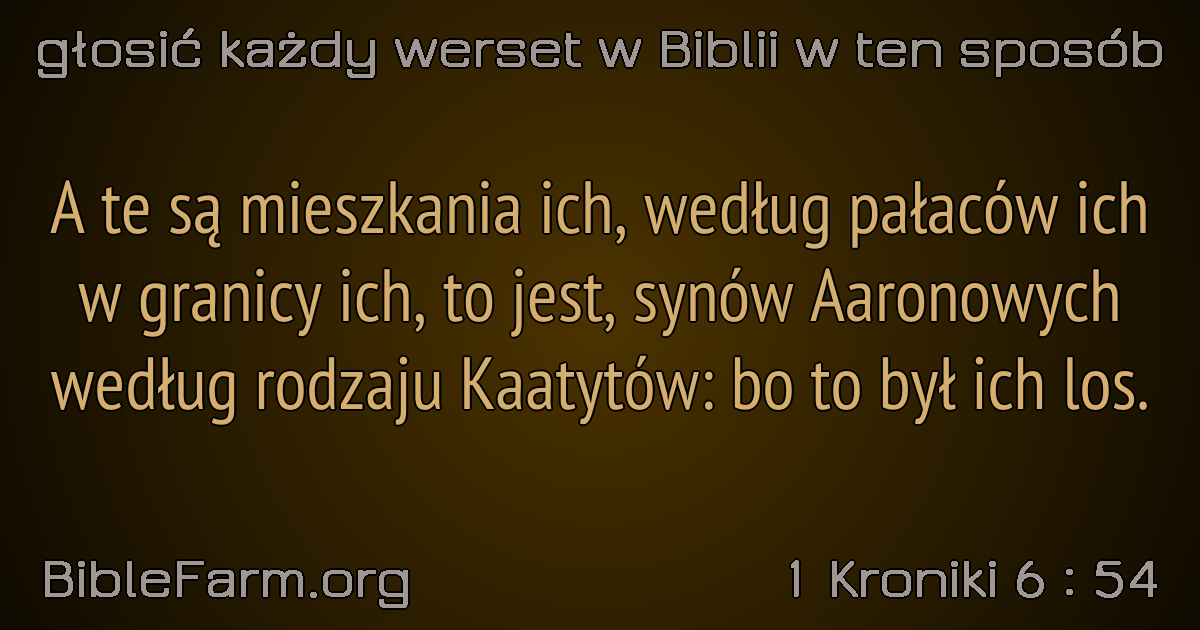 głosić każdy werset w Biblii w ten sposób
A te są mieszkania ich, według pałaców ich
w granicy ich, to jest, synów Aaronowych
według rodzaju Kaatytów: bo to był ich los.
BibleFarm.org
1 Kroniki 6 : 54